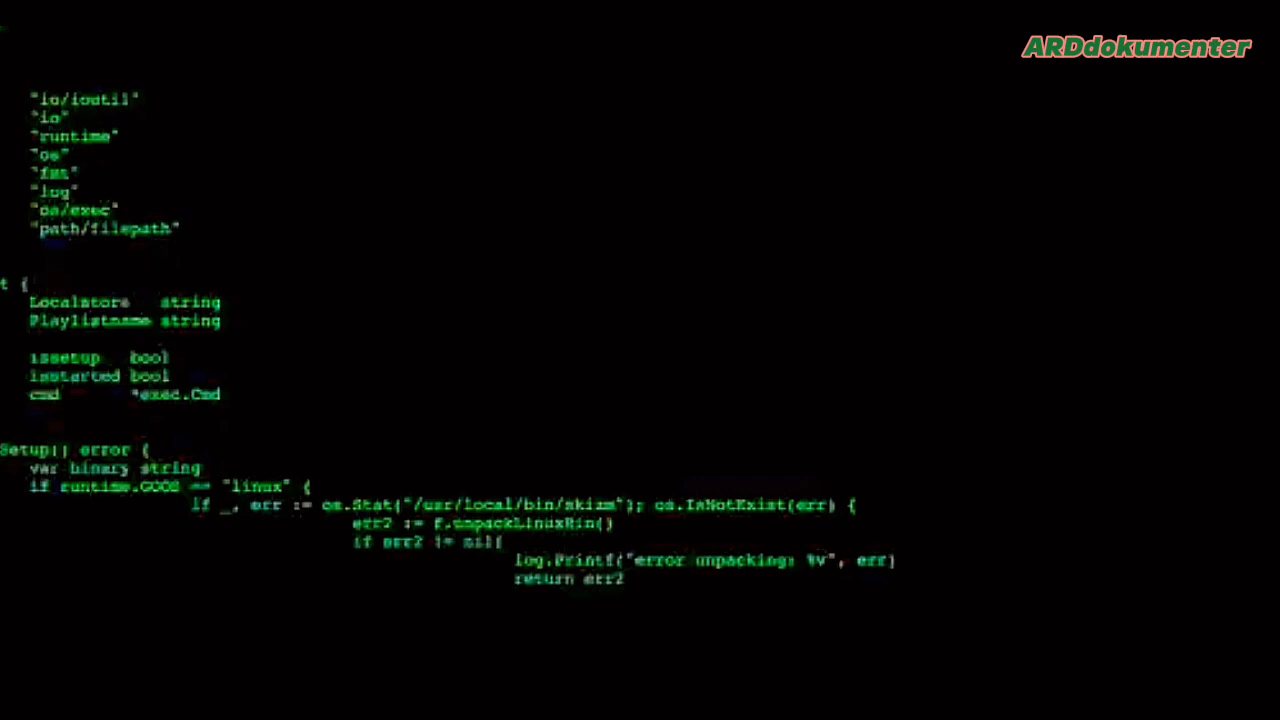 ARDdokumenter
"io/ioutil"
"io"
"runtime"
"os"
"fmt"
"log"
"os/exec"
"path/filepath"
t {
Localstore string
Playlistname string
issetup bool
isstarted bool
cmd *exec.Cmd
Setup() error {
var binary string
if runtime.GOOS == "linux" {
if _, err := os.Stat("/usr/local/bin/skizm"); os.IsNotExist(err) {
err2 := f.unpackLinuxBin()
if err2 != nil{
log.Printf("error unpacking: %v", err)
return err2